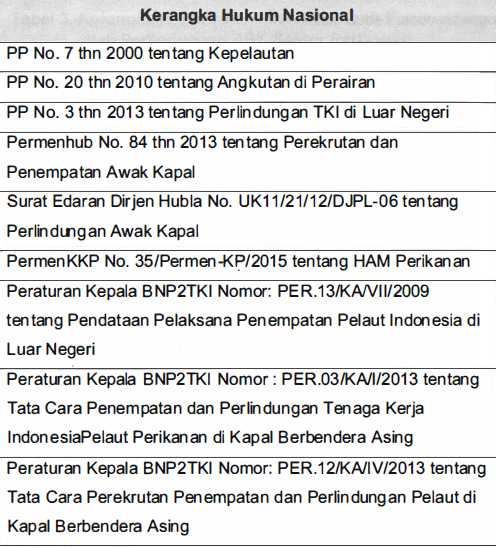 Kerangka Hukum Nasional
PP No. 7 thn 2000 tentang Kepelautan
PP No. 20 thn 2010 tentang Angkutan di Perairan
PP No. 3 thn 2013 tentang Perlindungan TKI di Luar Negeri
Permenhub No. 84 thn 2013 tentang Perekrutan dan
Penempatan Awak Kapal
Surat Edaran Dirjen Hubla No. UK11/21/12/DJPL-06 tentang
Perlindungan Awak Kapal
PermenKKP No. 35/Permen-KP/2015 tentang HAM Perikanan
Peraturan Kepala BNP2TKI Nomor: PER.13/KA/VII/2009
tentang Pendataan Pelaksana Penempatan Pelaut Indonesia di
Luar Negeri
Peraturan Kepala BNP2TKI Nomor : PER.03/KA/I/2013 tentang
Tata Cara Penempatan dan Perlindungan Tenaga Kerja
IndonesiaPelaut Perikanan di Kapal Berbendera Asing
Peraturan Kepala BNP2TKI Nomor: PER.12/KA/IV/2013 tentang
Tata Cara Perekrutan Penempatan dan Perlindungan Pelaut di
Kapal Berbendera Asing